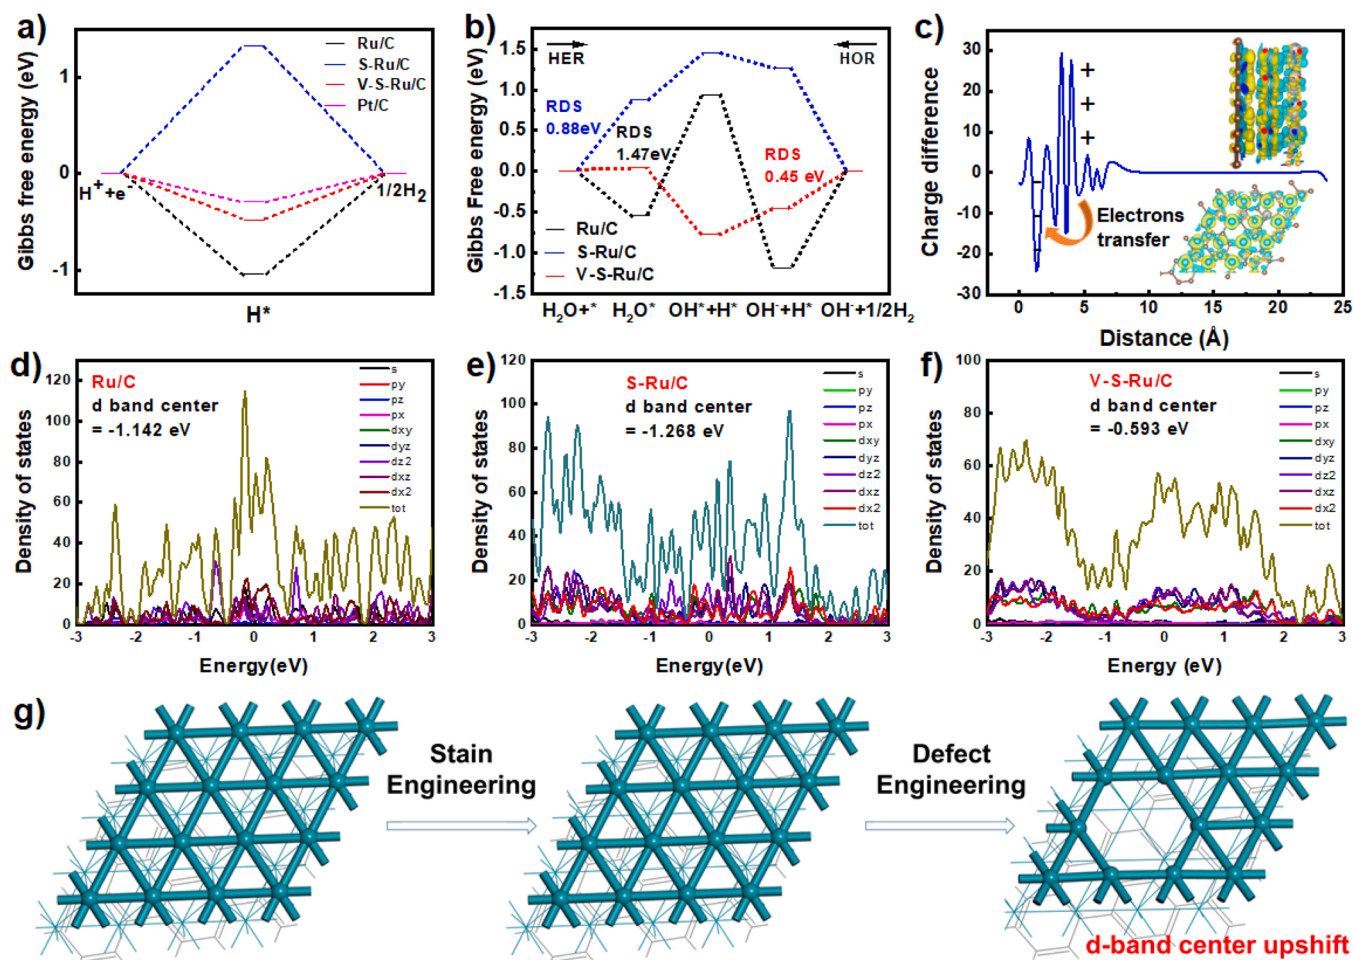 a)
Gibbs free energy (eV)
1
0
-1
Ru/C
S-Ru/C
V-S-Ru/C
Pt/C
H⁺+e⁻
1/2H₂
H*
b)
Gibbs Free energy (eV)
1.5
1.0
0.5
0.0
-0.5
-1.0
-1.5
HER
HOR
RDS
0.88eV
RDS
1.47eV
RDS
0.45 eV
Ru/C
S-Ru/C
V-S-Ru/C
H₂O+*
H₂O*
OH*+H*
OH⁻+H*
OH⁻+1/2H₂
c)
Charge difference
30
20
10
0
-10
-20
-30
+
+
+
−
−
−
Electrons
transfer
0
5
10
15
20
25
Distance (Å)
d)
Density of states
120
100
80
60
40
20
0
Ru/C
d band center
= -1.142 eV
s
py
pz
px
dxy
dyz
dz2
dxz
dx2
tot
-3
-2
-1
0
1
2
3
Energy(eV)
e)
Density of states
120
100
80
60
40
20
0
S-Ru/C
d band center
= -1.268 eV
s
py
pz
px
dxy
dyz
dz2
dxz
dx2
tot
-3
-2
-1
0
1
2
3
Energy(eV)
f)
Density of states
100
80
60
40
20
0
V-S-Ru/C
d band center
= -0.593 eV
s
py
pz
px
dxy
dyz
dz2
dxz
dx2
tot
-3
-2
-1
0
1
2
3
Energy (eV)
g)
Stain
Engineering
Defect
Engineering
d-band center upshift